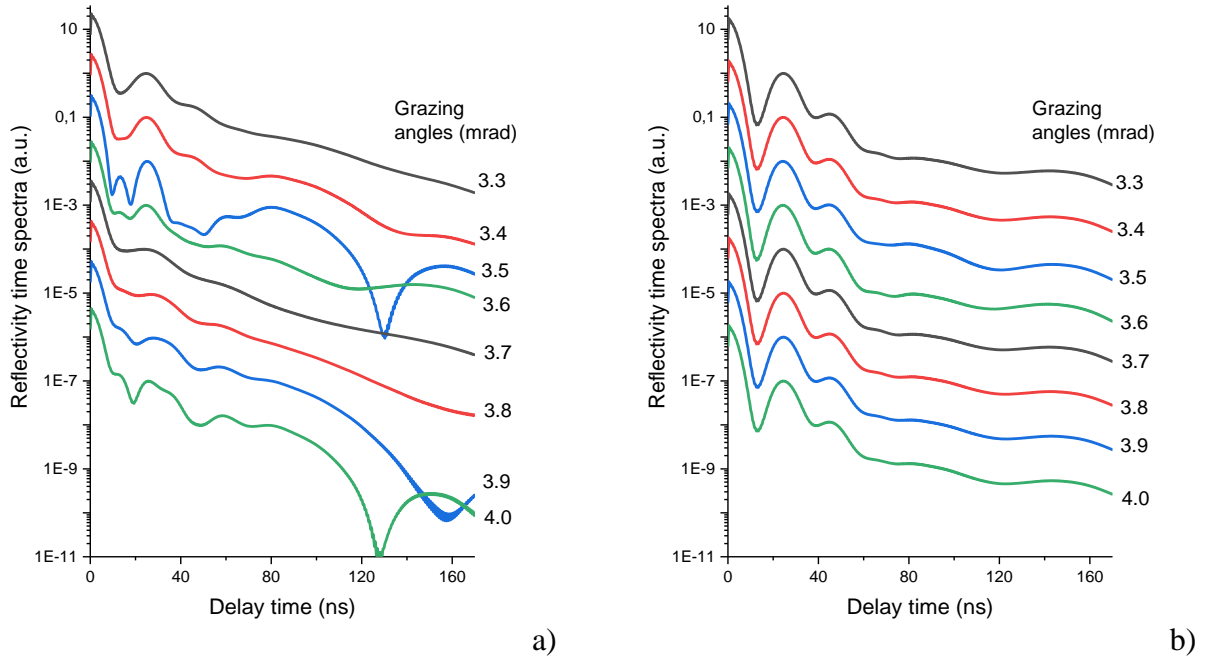 10
0,1
1E-3
1E-5
1E-7
1E-9
1E-11
0
40
80
120
160
Reflectivity time spectra (a.u.)
Delay time (ns)
Grazing
angles (mrad)
3.3
3.4
3.5
3.6
3.7
3.8
3.9
4.0
a)
10
0,1
1E-3
1E-5
1E-7
1E-9
1E-11
0
40
80
120
160
Reflectivity time spectra (a.u.)
Delay time (ns)
Grazing
angles (mrad)
3.3
3.4
3.5
3.6
3.7
3.8
3.9
4.0
b)